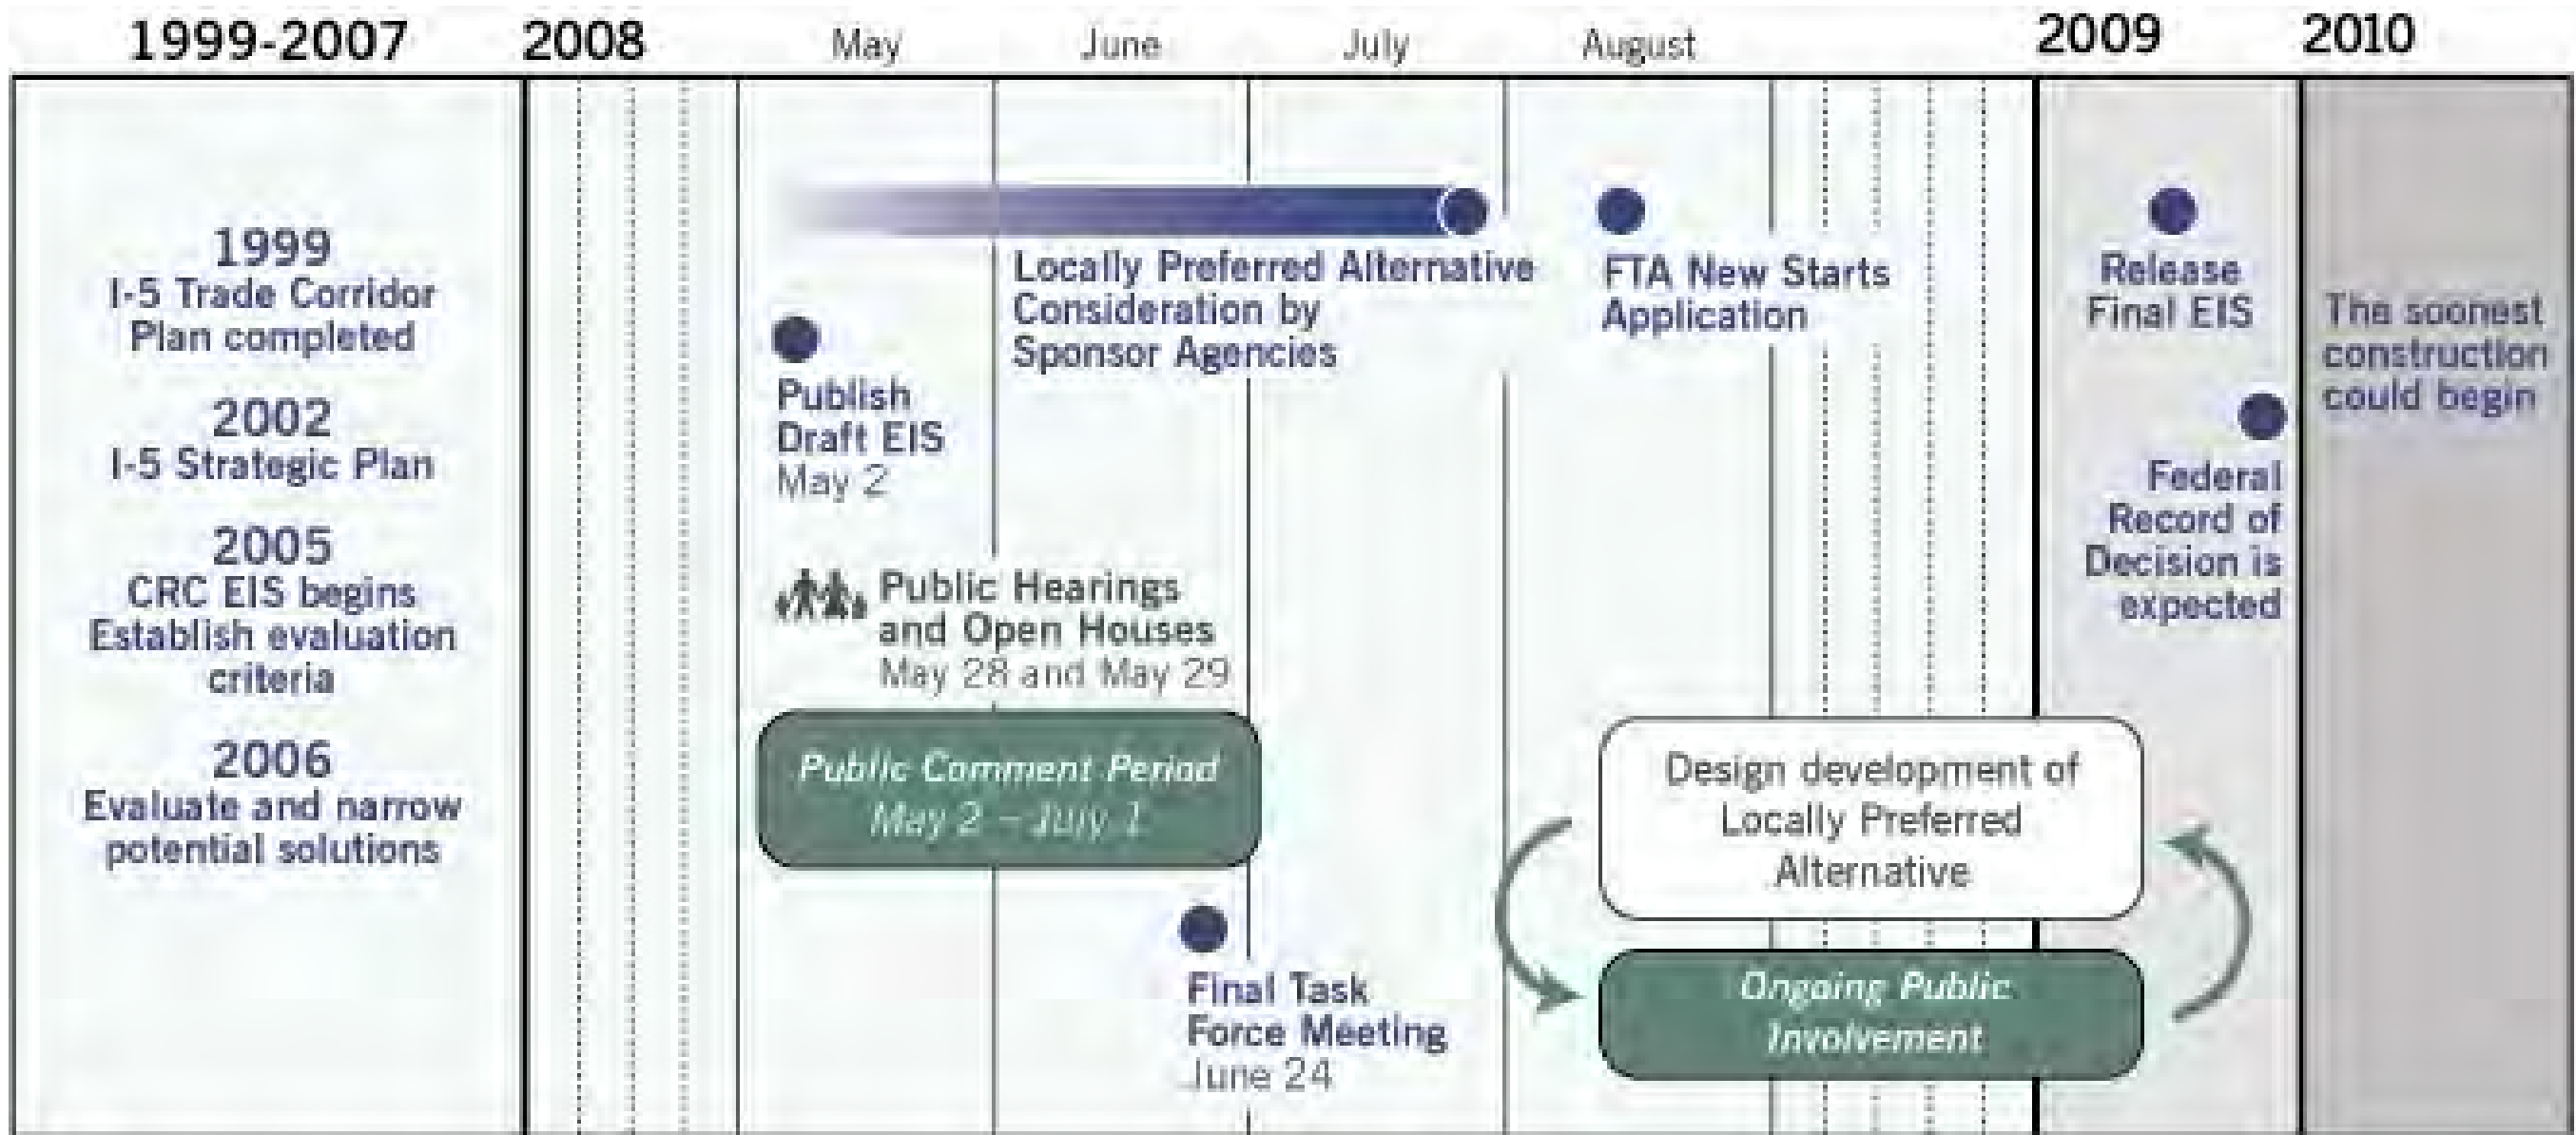 1999-2007
2008
May
June
July
August
2009
2010
1999
I-5 Trade Corridor
Plan completed
2002
I-5 Strategic Plan
2005
CRC EIS begins
Establish evaluation
criteria
2006
Evaluate and narrow
potential solutions
Publish
Draft EIS
May 2
Locally Preferred Alternative
Consideration by
Sponsor Agencies
Public Hearings
and Open Houses
May 28 and May 29
Public Comment Period
May 2 – July 1
Final Task
Force Meeting
June 24
FTA New Starts
Application
Design development of
Locally Preferred
Alternative
Ongoing Public
Involvement
Release
Final EIS
Federal
Record of
Decision is
expected
The soonest
construction
could begin